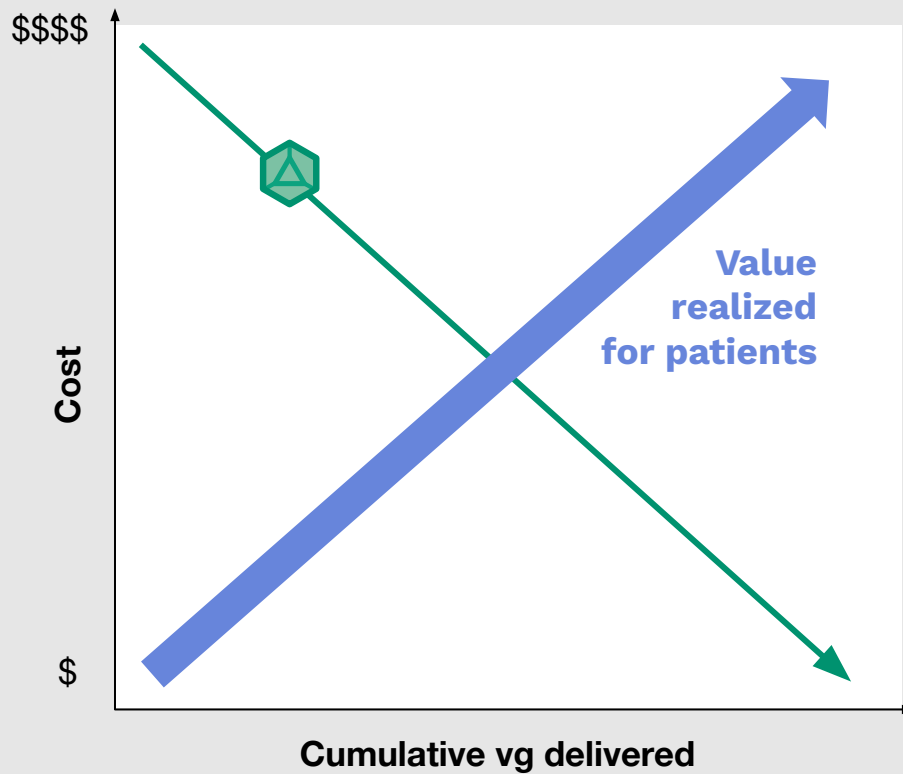 $$$$
Value
realized
for patients
Cost
$
Cumulative vg delivered